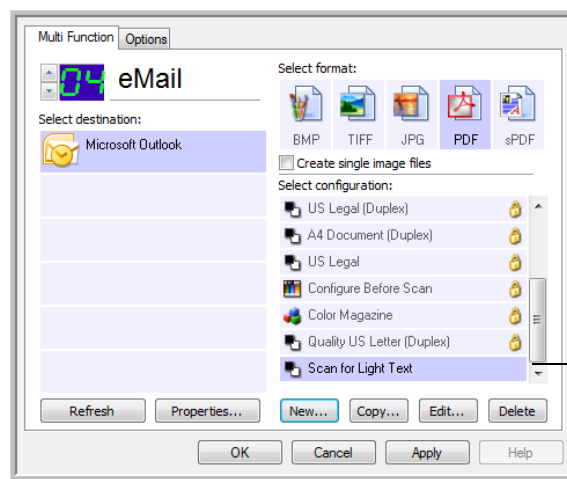 Multi Function Options
04 eMail
Select destination:
Microsoft Outlook
Refresh Properties...
Select format:
BMP TIFF JPG PDF sPDF
Create single image files
Select configuration:
US Legal (Duplex)
A4 Document (Duplex)
US Legal
Configure Before Scan
Color Magazine
Quality US Letter (Duplex)
Scan for Light Text
New... Copy... Edit... Delete
OK Cancel Apply Help